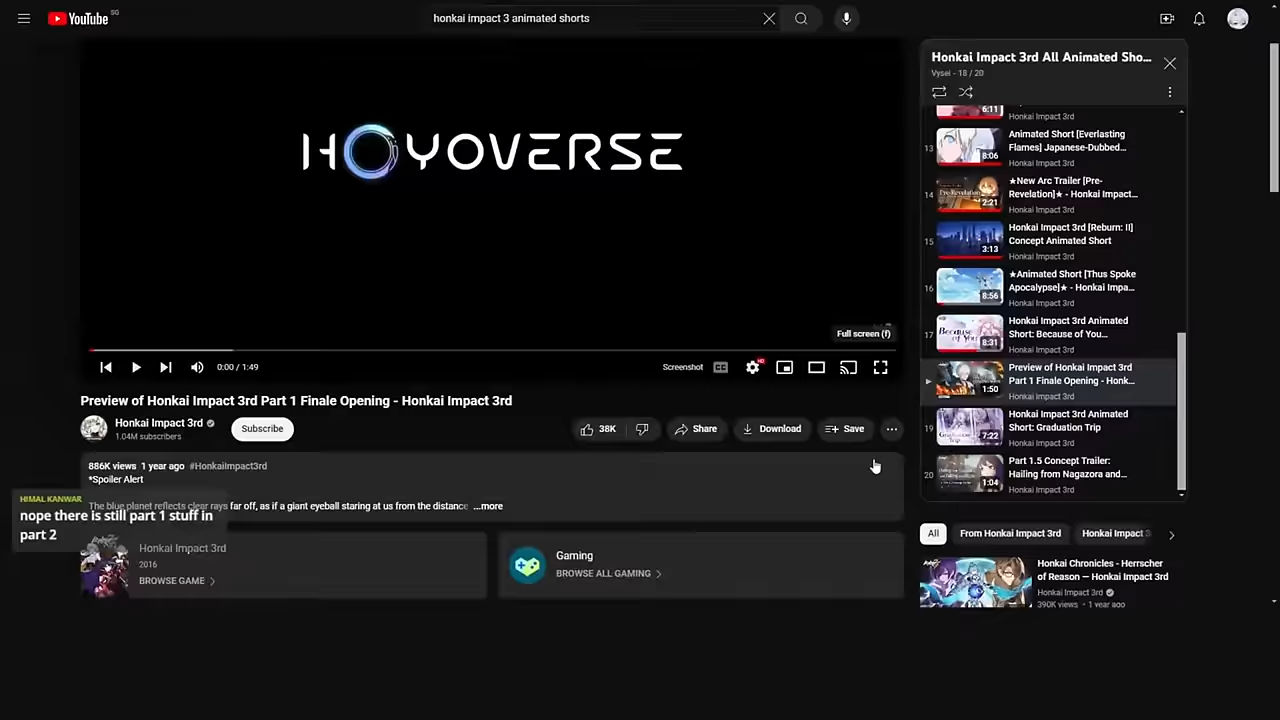 YouTube SG
honkai impact 3 animated shorts
HOYOVERSE
Full screen (f)
0:00 / 1:49
Screenshot
CC
HD
Preview of Honkai Impact 3rd Part 1 Finale Opening - Honkai Impact 3rd
Honkai Impact 3rd
1.04M subscribers
Subscribe
38K
Share
Download
Save
886K views 1 year ago #HonkaiImpact3rd
*Spoiler Alert
The blue planet reflects clear rays far off, as if a giant eyeball staring at us from the distance ...more
HIMAL KANWAR
nope there is still part 1 stuff in
part 2
Honkai Impact 3rd
2016
BROWSE GAME
Gaming
BROWSE ALL GAMING
Honkai Impact 3rd All Animated Sho...
Vysei - 18 / 20
6:11
Honkai Impact 3rd
13
8:06
Animated Short [Everlasting
Flames] Japanese-Dubbed...
Honkai Impact 3rd
14
Pre-Revelation
2:21
★New Arc Trailer [Pre-
Revelation]★ - Honkai Impact...
Honkai Impact 3rd
15
3:13
Honkai Impact 3rd [Reburn: II]
Concept Animated Short
Honkai Impact 3rd
16
8:56
★Animated Short [Thus Spoke
Apocalypse]★ - Honkai Impa...
Honkai Impact 3rd
17
Because of You
8:31
Honkai Impact 3rd Animated
Short: Because of You...
Honkai Impact 3rd
1:50
Preview of Honkai Impact 3rd
Part 1 Finale Opening - Honk...
Honkai Impact 3rd
19
Graduation Trip
7:22
Honkai Impact 3rd Animated
Short: Graduation Trip
Honkai Impact 3rd
20
1:04
Part 1.5 Concept Trailer:
Hailing from Nagazora and...
Honkai Impact 3rd
All
From Honkai Impact 3rd
Honkai Impact 3
Honkai Chronicles - Herrscher
of Reason — Honkai Impact 3rd
Honkai Impact 3rd
390K views • 1 year ago